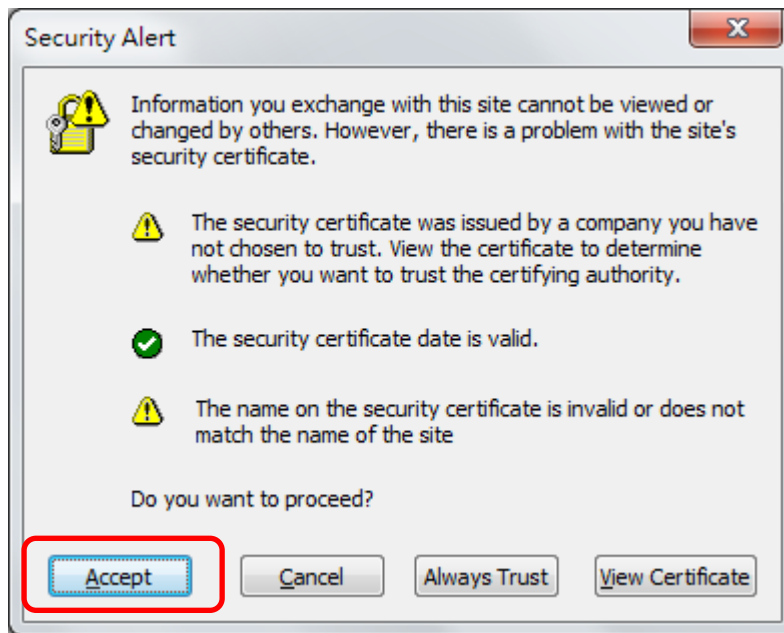 Security Alert
Information you exchange with this site cannot be viewed or
changed by others. However, there is a problem with the site's
security certificate.
The security certificate was issued by a company you have
not chosen to trust. View the certificate to determine
whether you want to trust the certifying authority.
The security certificate date is valid.
The name on the security certificate is invalid or does not
match the name of the site
Do you want to proceed?
Accept Cancel Always Trust View Certificate